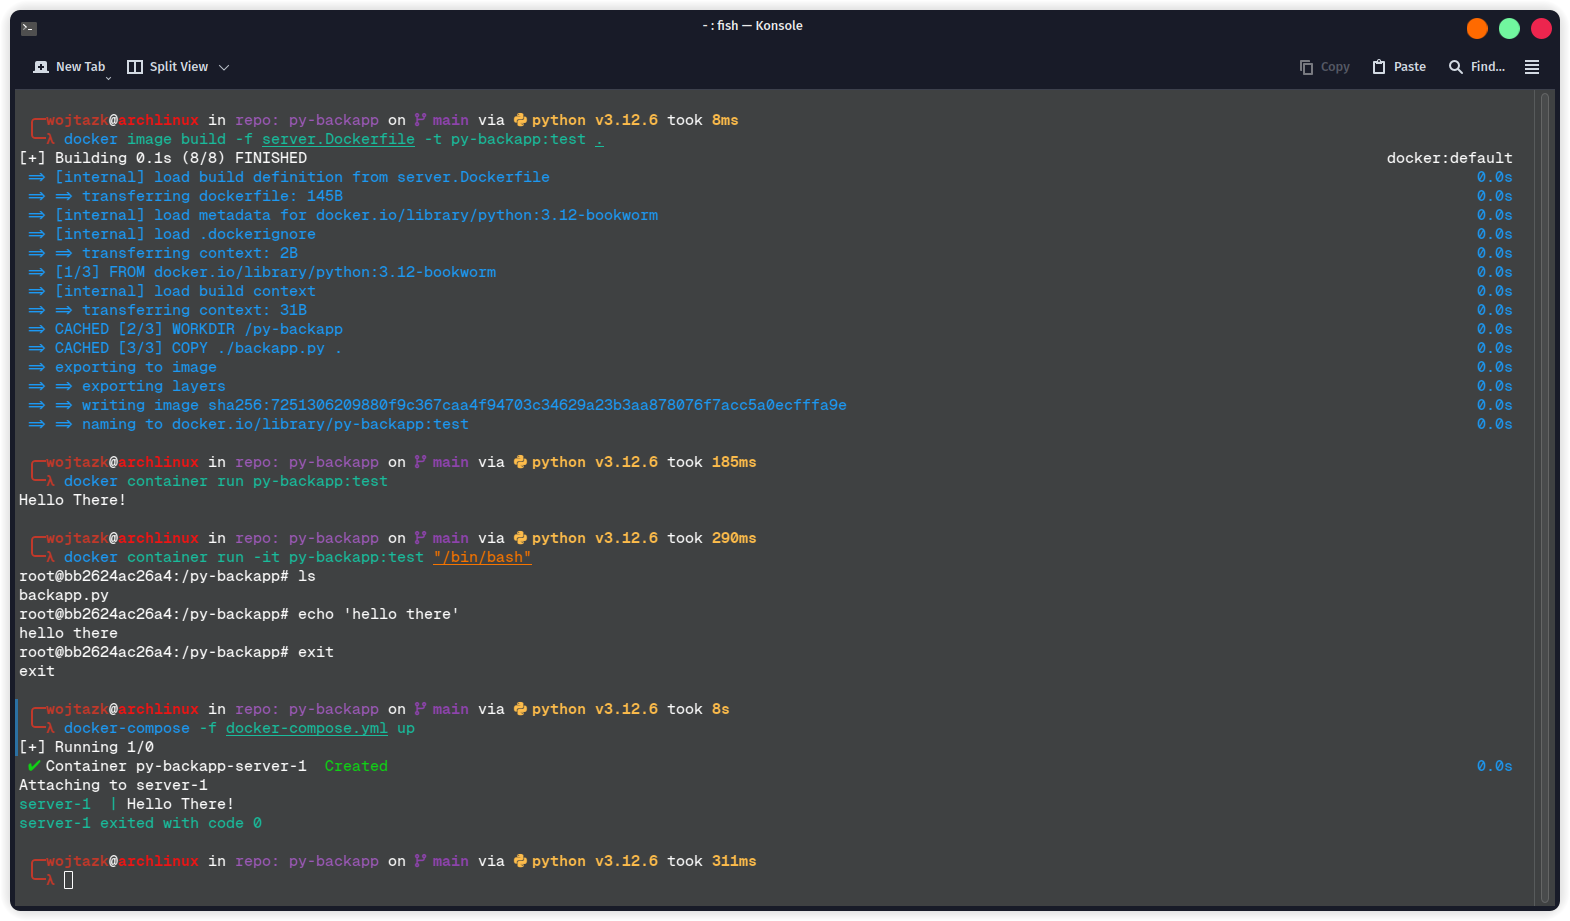 - : fish — Konsole
New Tab Split View Copy Paste Find...
wojtazk@archlinux in repo: py-backapp on main via python v3.12.6 took 8ms
λ docker image build -f server.Dockerfile -t py-backapp:test .
[+] Building 0.1s (8/8) FINISHED docker:default
=> [internal] load build definition from server.Dockerfile 0.0s
=> => transferring dockerfile: 145B 0.0s
=> [internal] load metadata for docker.io/library/python:3.12-bookworm 0.0s
=> [internal] load .dockerignore 0.0s
=> => transferring context: 2B 0.0s
=> [1/3] FROM docker.io/library/python:3.12-bookworm 0.0s
=> [internal] load build context 0.0s
=> => transferring context: 31B 0.0s
=> CACHED [2/3] WORKDIR /py-backapp 0.0s
=> CACHED [3/3] COPY ./backapp.py . 0.0s
=> exporting to image 0.0s
=> => exporting layers 0.0s
=> => writing image sha256:7251306209880f9c367caa4f94703c34629a23b3aa878076f7acc5a0ecfffa9e 0.0s
=> => naming to docker.io/library/py-backapp:test 0.0s
wojtazk@archlinux in repo: py-backapp on main via python v3.12.6 took 185ms
λ docker container run py-backapp:test
Hello There!
wojtazk@archlinux in repo: py-backapp on main via python v3.12.6 took 290ms
λ docker container run -it py-backapp:test "/bin/bash"
root@bb2624ac26a4:/py-backapp# ls
backapp.py
root@bb2624ac26a4:/py-backapp# echo 'hello there'
hello there
root@bb2624ac26a4:/py-backapp# exit
exit
wojtazk@archlinux in repo: py-backapp on main via python v3.12.6 took 8s
λ docker-compose -f docker-compose.yml up
[+] Running 1/0
✔ Container py-backapp-server-1 Created 0.0s
Attaching to server-1
server-1 | Hello There!
server-1 exited with code 0
wojtazk@archlinux in repo: py-backapp on main via python v3.12.6 took 311ms
λ